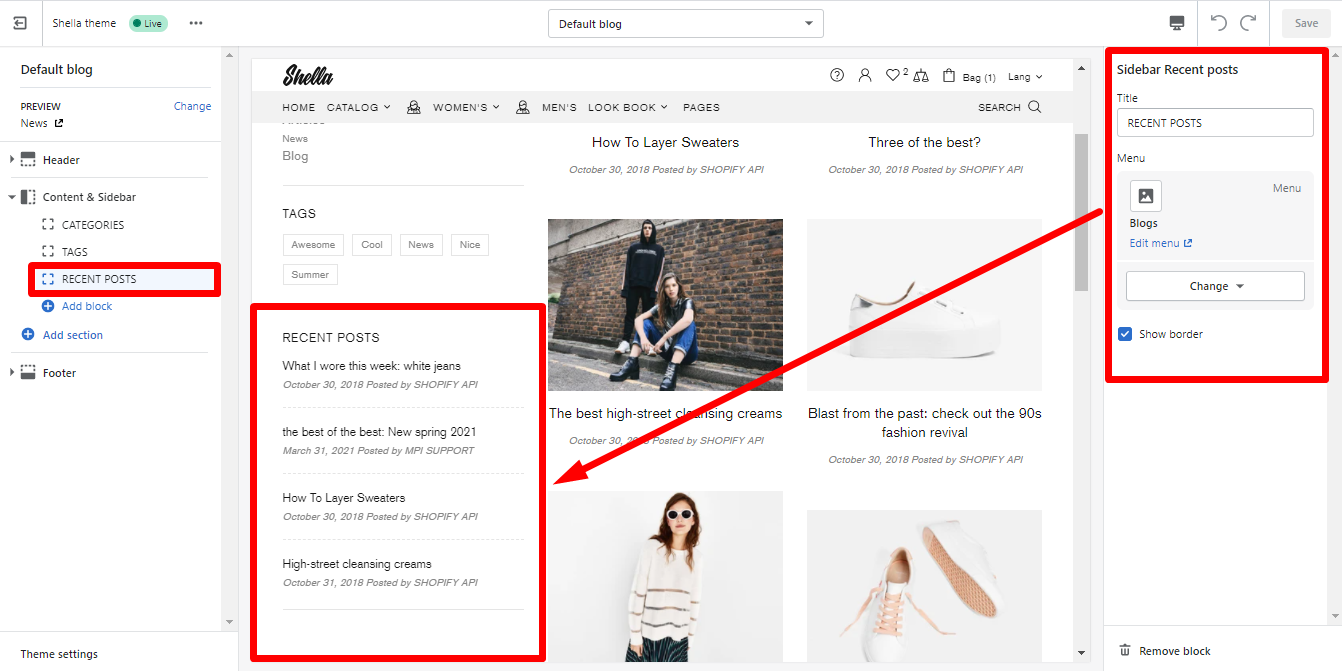 Shella theme
Live
Default blog
Save
Default blog
PREVIEW
Change
News
Header
Content & Sidebar
CATEGORIES
TAGS
RECENT POSTS
Add block
Add section
Footer
Theme settings
Shella
2
Bag (1)
Lang
HOME CATALOG WOMEN'S MEN'S LOOK BOOK PAGES
SEARCH
Articles
News
Blog
TAGS
Awesome Cool News Nice
Summer
RECENT POSTS
What I wore this week: white jeans
October 30, 2018 Posted by SHOPIFY API
the best of the best: New spring 2021
March 31, 2021 Posted by MPI SUPPORT
How To Layer Sweaters
October 30, 2018 Posted by SHOPIFY API
High-street cleansing creams
October 31, 2018 Posted by SHOPIFY API
How To Layer Sweaters
October 30, 2018 Posted by SHOPIFY API
Three of the best?
October 30, 2018 Posted by SHOPIFY API
The best high-street cleansing creams
October 30, 2018 Posted by SHOPIFY API
Blast from the past: check out the 90s
fashion revival
October 30, 2018 Posted by SHOPIFY API
Sidebar Recent posts
Title
RECENT POSTS
Menu
Menu
Blogs
Edit menu
Change
Show border
Remove block